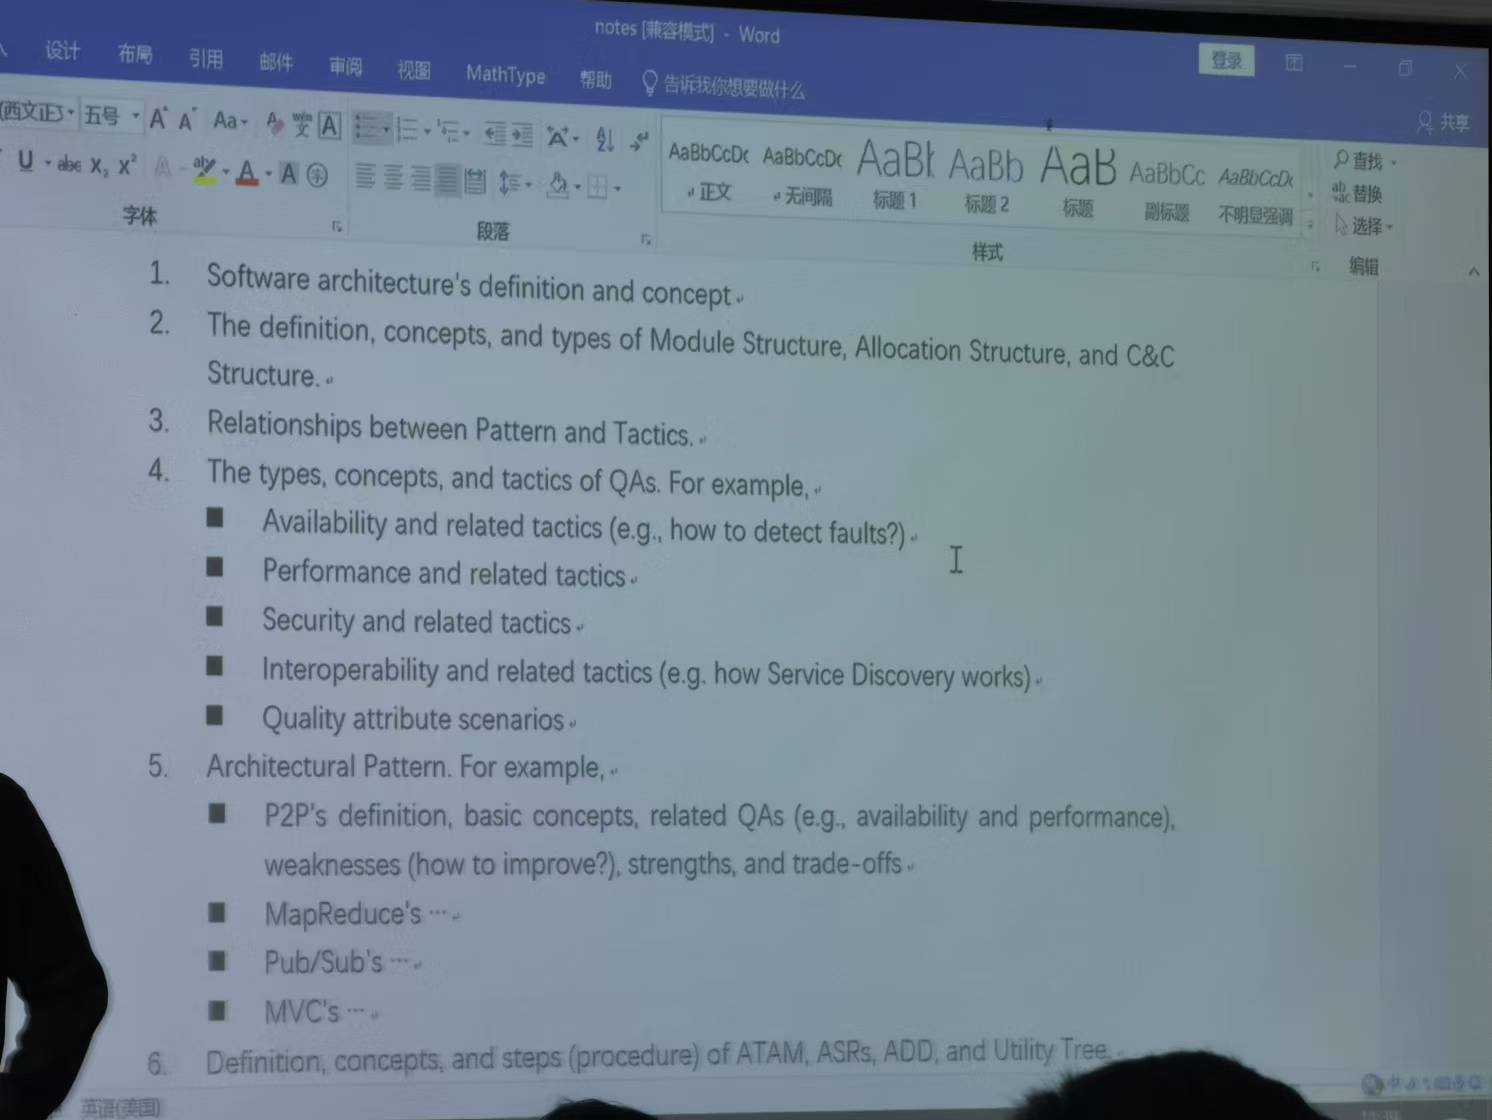 notes [兼容模式] - Word
登录
设计 布局 引用 邮件 审阅 视图 MathType 帮助 告诉我你想要做什么
共享
五号 A A Aa A A
U abc X₂ X² A A A
字体
段落
AaBbCcDc AaBbCcDc AaBb AaBb AaB AaBbCc AaBbCcDc
正文 无间隔 标题 1 标题 2 标题 副标题 不明显强调
样式
查找
替换
选择
编辑
1. Software architecture's definition and concept
2. The definition, concepts, and types of Module Structure, Allocation Structure, and C&C
Structure.
3. Relationships between Pattern and Tactics.
4. The types, concepts, and tactics of QAs. For example,
■ Availability and related tactics (e.g., how to detect faults?)
■ Performance and related tactics
■ Security and related tactics
■ Interoperability and related tactics (e.g. how Service Discovery works)
■ Quality attribute scenarios
5. Architectural Pattern. For example,
■ P2P's definition, basic concepts, related QAs (e.g., availability and performance),
weaknesses (how to improve?), strengths, and trade-offs
■ MapReduce's ···
■ Pub/Sub's ···
■ MVC's ···
6. Definition, concepts, and steps (procedure) of ATAM, ASRs, ADD, and Utility Tree.
英语(美国)